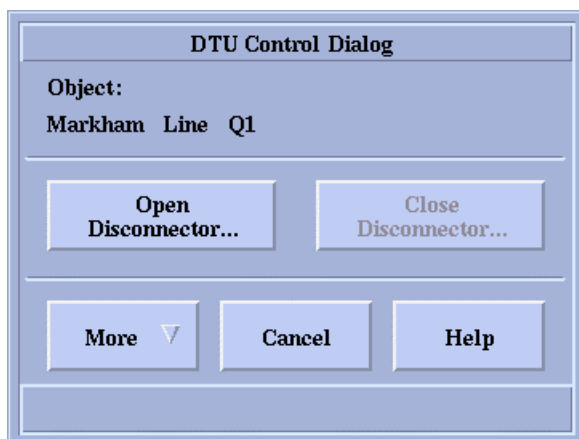 DTU Control Dialog
Object:
Markham Line Q1
Open
Disconnector...
Close
Disconnector...
More
Cancel
Help